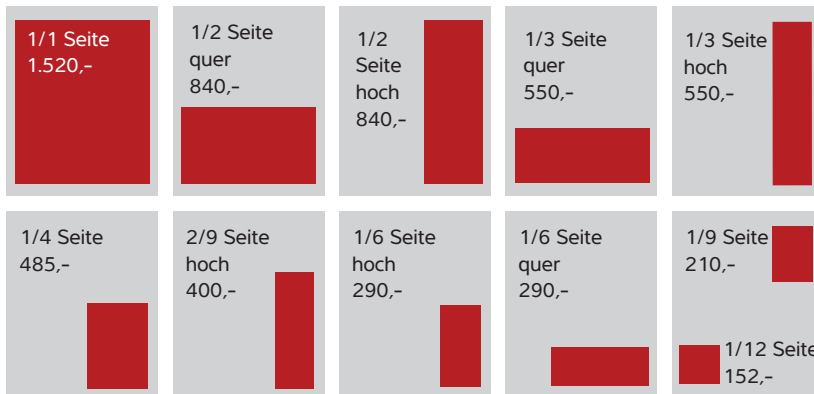 1/1 Seite
1.520,–
1/2 Seite
quer
840,–
1/2
Seite
hoch
840,–
1/3 Seite
quer
550,–
1/3 Seite
hoch
550,–
1/4 Seite
485,–
2/9 Seite
hoch
400,–
1/6 Seite
hoch
290,–
1/6 Seite
quer
290,–
1/9 Seite
210,–
1/12 Seite
152,–